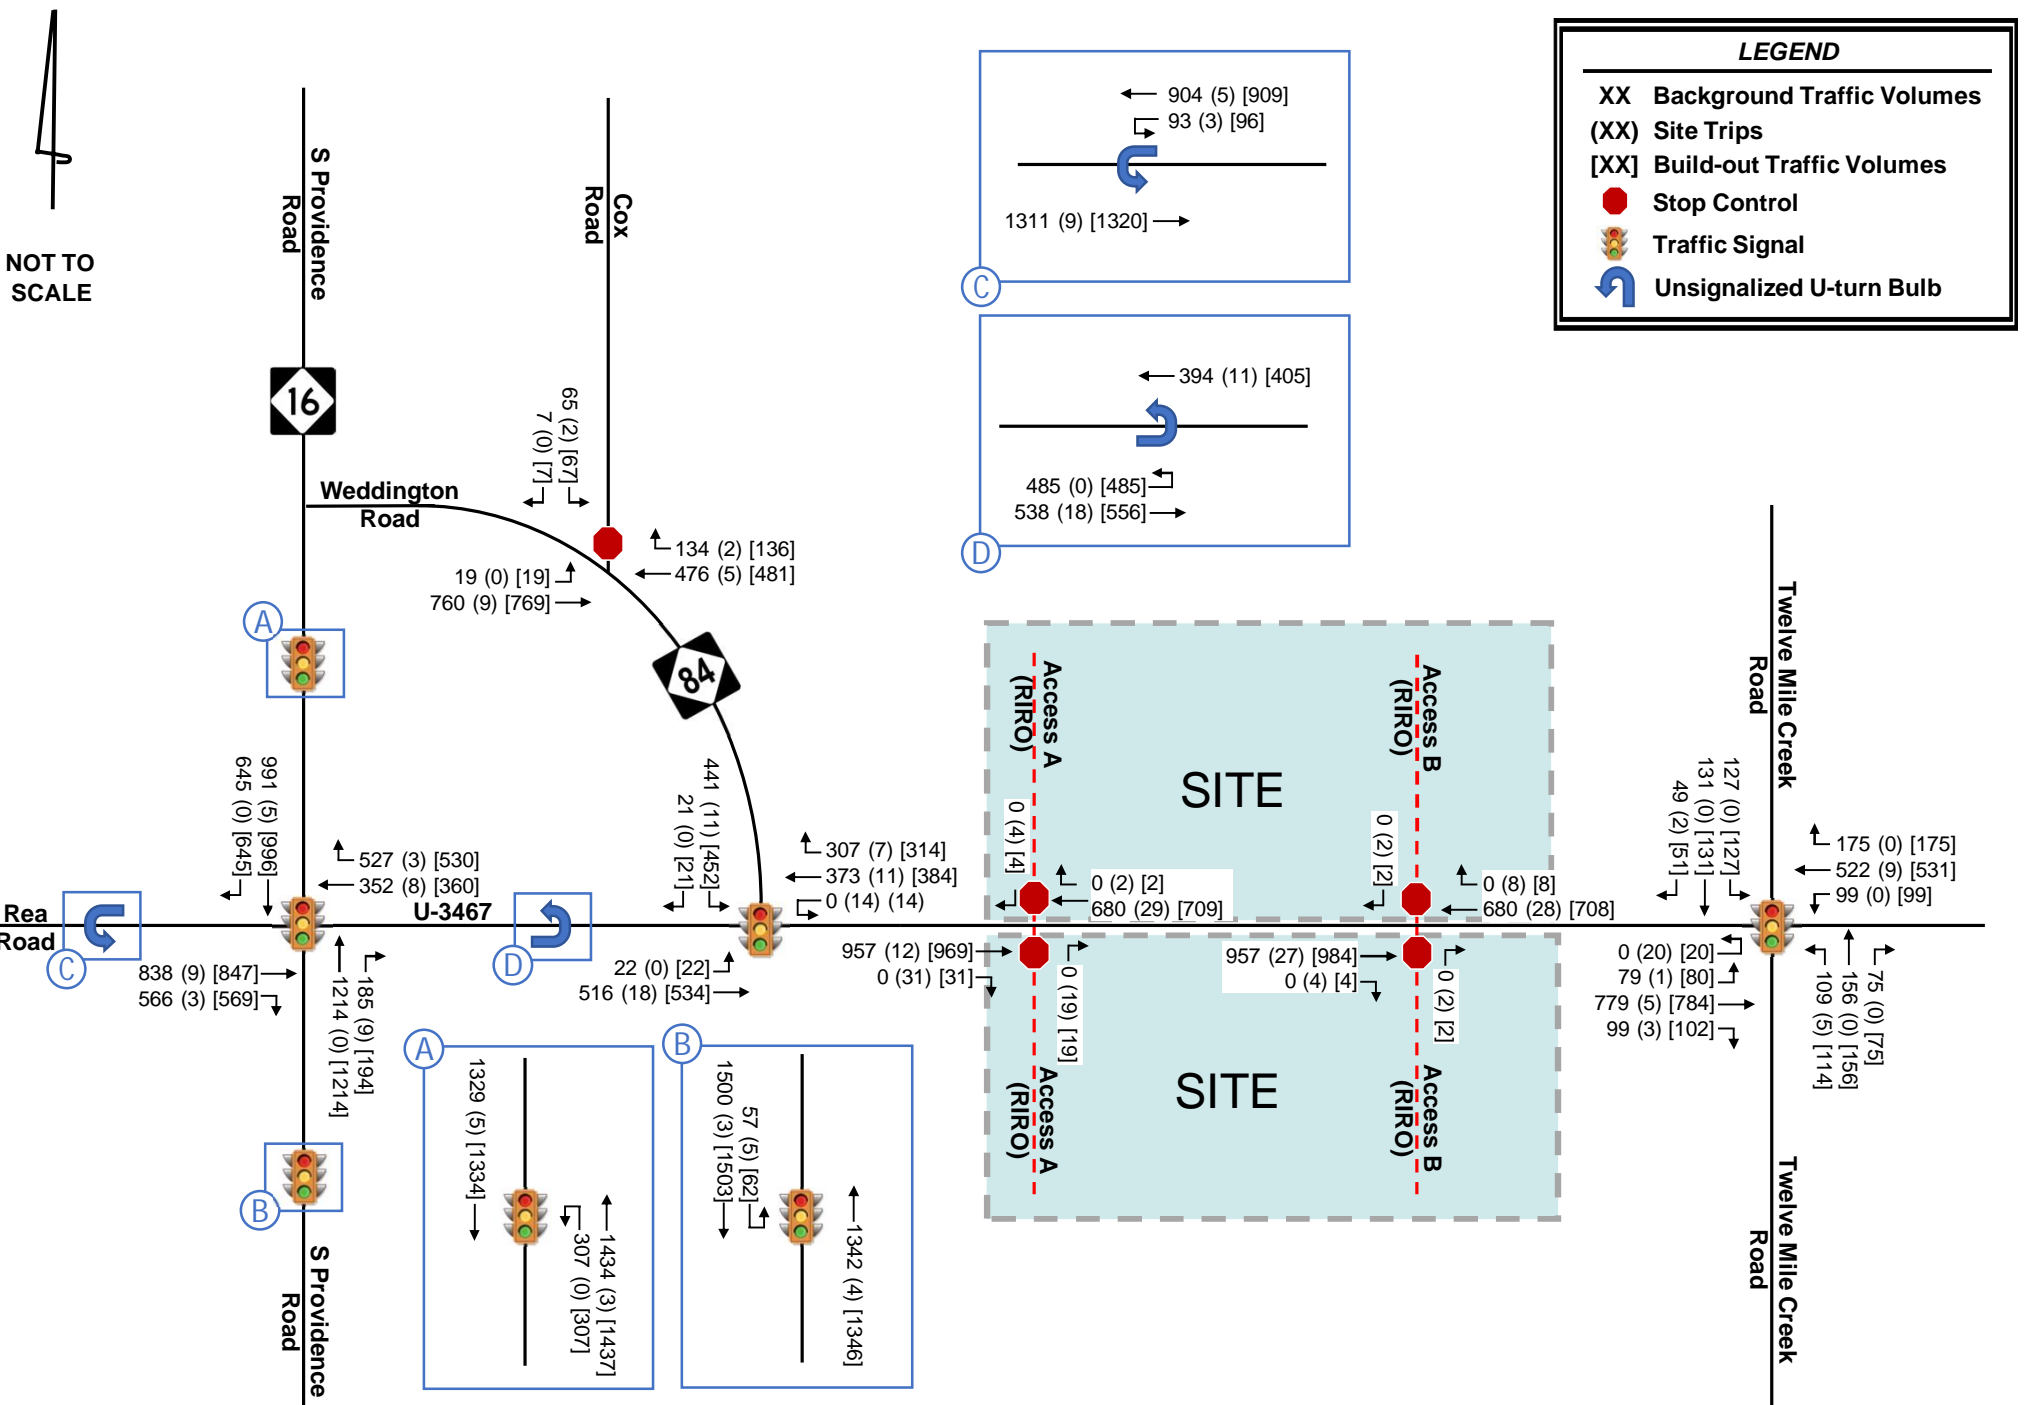 LEGEND
XX Background Traffic Volumes
(XX) Site Trips
[XX] Build-out Traffic Volumes
Stop Control
Traffic Signal
Unsignalized U-turn Bulb
NOT TO
SCALE
S Providence
Road
16
Cox
Road
904 (5) [909]
93 (3) [96]
1311 (9) [1320]
C
394 (11) [405]
485 (0) [485]
538 (18) [556]
D
65 (2) [67]
7 (0) [7]
Weddington
Road
134 (2) [136]
476 (5) [481]
19 (0) [19]
760 (9) [769]
A
84
Access A
(RIRO)
Access B
(RIRO)
SITE
Twelve Mile Creek
Road
991 (5) [996]
645 (0) [645]
527 (3) [530]
352 (8) [360]
U-3467
441 (11) [452]
21 (0) [21]
307 (7) [314]
373 (11) [384]
0 (14) (14)
0 (4) [4]
0 (2) [2]
680 (29) [709]
0 (2) [2]
0 (8) [8]
680 (28) [708]
127 (0) [127]
131 (0) [131]
49 (2) [51]
175 (0) [175]
522 (9) [531]
99 (0) [99]
Rea
Road
C
838 (9) [847]
566 (3) [569]
185 (9) [194]
1214 (0) [1214]
D
22 (0) [22]
516 (18) [534]
957 (12) [969]
0 (31) [31]
0 (19) [19]
957 (27) [984]
0 (4) [4]
0 (2) [2]
0 (20) [20]
79 (1) [80]
779 (5) [784]
99 (3) [102]
75 (0) [75]
156 (0) [156]
109 (5) [114]
A
1329 (5) [1334]
1434 (3) [1437]
307 (0) [307]
B
57 (5) [62]
1500 (3) [1503]
1342 (4) [1346]
Access A
(RIRO)
SITE
Access B
(RIRO)
B
S Providence
Road
Twelve Mile Creek
Road